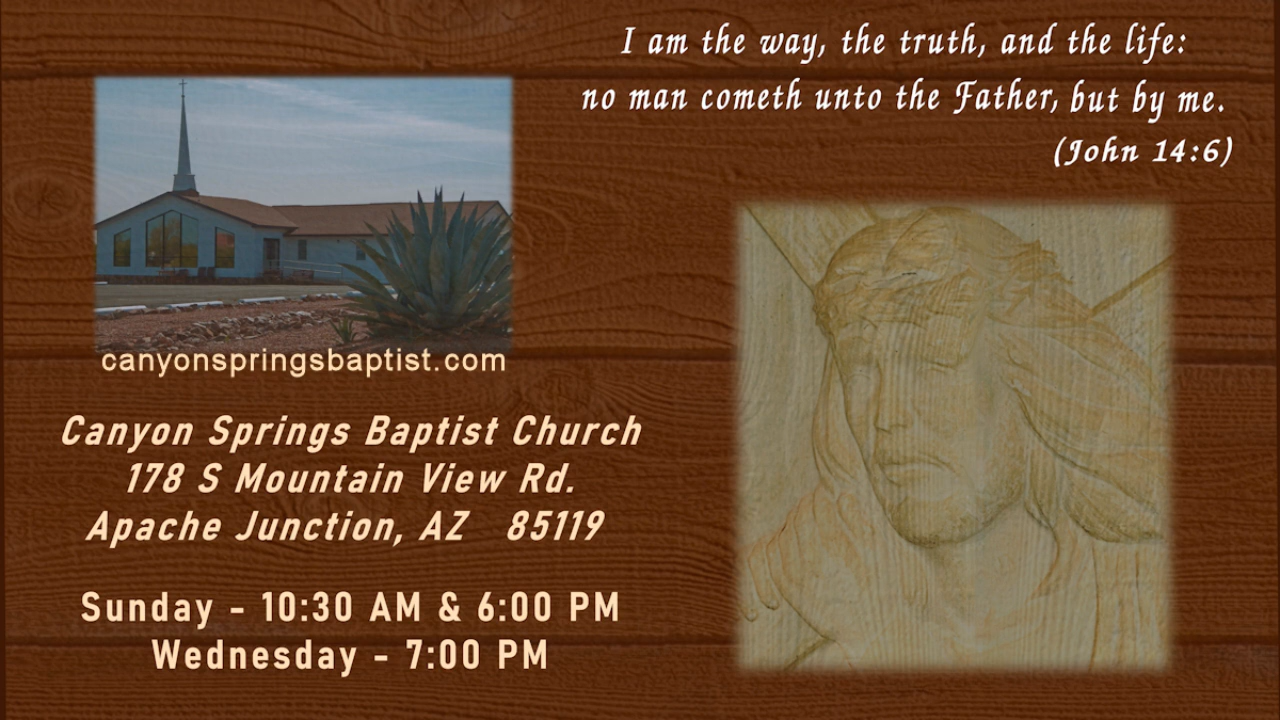 I am the way, the truth, and the life:
no man cometh unto the Father, but by me.
(John 14:6)
canyonspringsbaptist.com
Canyon Springs Baptist Church
178 S Mountain View Rd.
Apache Junction, AZ 85119
Sunday - 10:30 AM & 6:00 PM
Wednesday - 7:00 PM